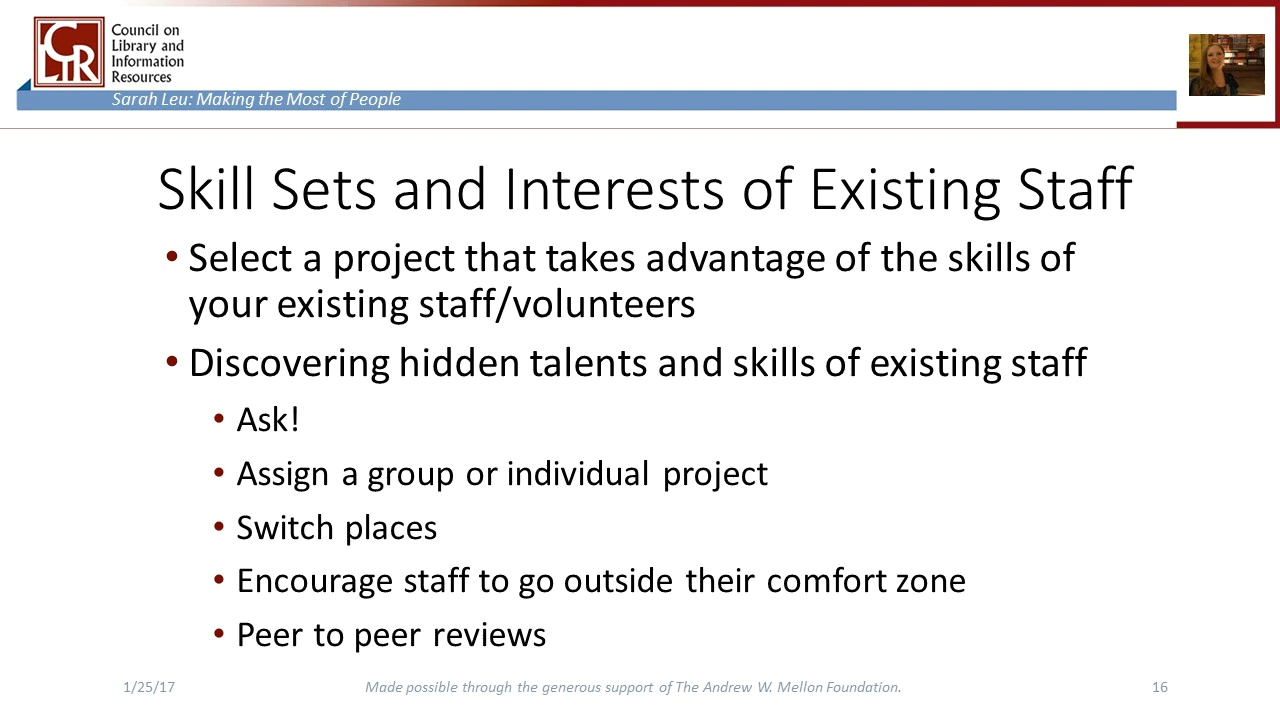 CLIR
Council on
Library and
Information
Resources
Sarah Leu: Making the Most of People
Skill Sets and Interests of Existing Staff
• Select a project that takes advantage of the skills of
your existing staff/volunteers
• Discovering hidden talents and skills of existing staff
• Ask!
• Assign a group or individual project
• Switch places
• Encourage staff to go outside their comfort zone
• Peer to peer reviews
1/25/17
Made possible through the generous support of The Andrew W. Mellon Foundation.
16